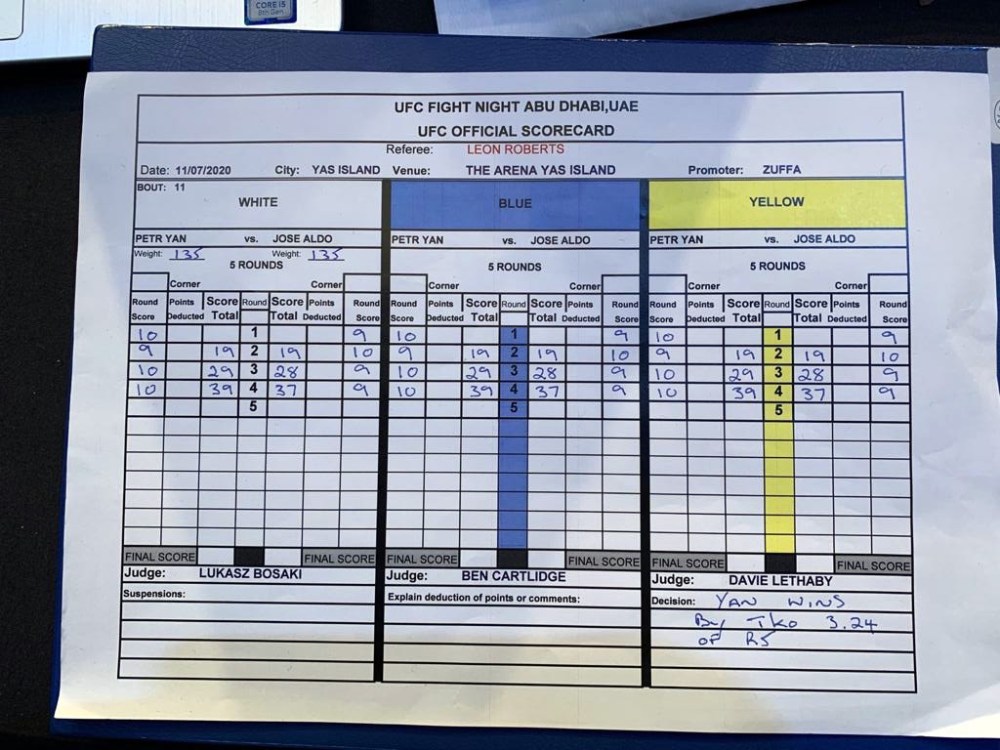 CORE i5
8th Gen
UFC FIGHT NIGHT ABU DHABI,UAE
UFC OFFICIAL SCORECARD
Referee: LEON ROBERTS
Date: 11/07/2020 City: YAS ISLAND Venue: THE ARENA YAS ISLAND Promoter: ZUFFA
BOUT: 11
WHITE BLUE YELLOW
PETR YAN vs. JOSE ALDO PETR YAN vs. JOSE ALDO PETR YAN vs. JOSE ALDO
Weight: 135 Weight: 135
5 ROUNDS 5 ROUNDS 5 ROUNDS
Corner Corner Corner Corner Corner Corner
Round Points Score Round Score Points Round Round Points Score Round Score Points Round Round Points Score Round Score Points Round
Score Deducted Total Total Deducted Score Score Deducted Total Total Deducted Score Score Deducted Total Total Deducted Score
10 1 9 10 1 9 10 1 9
9 19 2 19 10 9 19 2 19 10 9 19 2 19 10
10 29 3 28 9 10 29 3 28 9 10 29 3 28 9
10 39 4 37 9 10 39 4 37 9 10 39 4 37 9
5 5 5
FINAL SCORE FINAL SCORE FINAL SCORE FINAL SCORE FINAL SCORE FINAL SCORE
Judge: LUKASZ BOSAKI Judge: BEN CARTLIDGE Judge: DAVIE LETHABY
Suspensions: Explain deduction of points or comments: Decision: YAN WINS
By TKO 3.24
OF R5